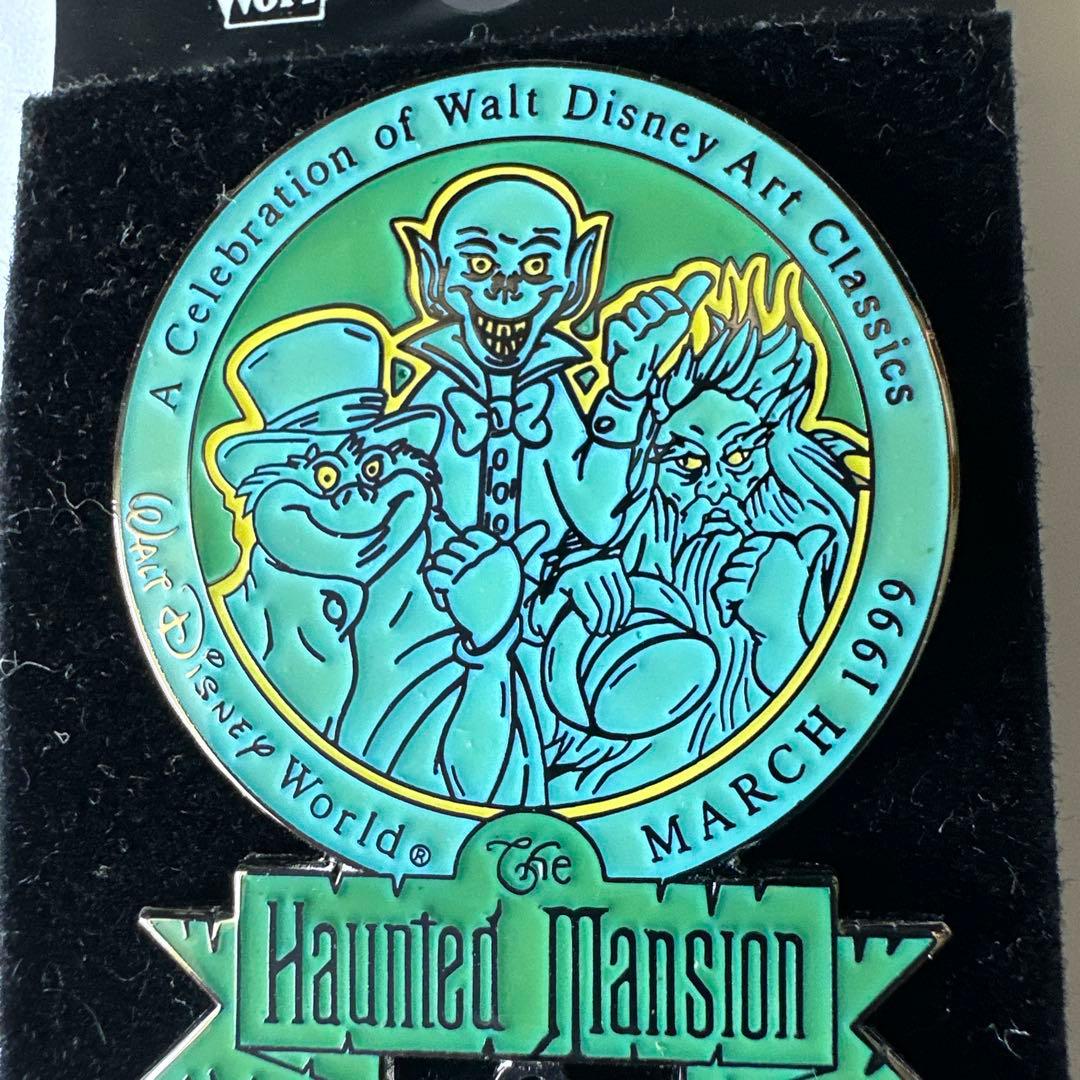 A Celebration of Walt Disney Art Classics
WALT DISNEY World®
MARCH 1999
The
Haunted Mansion